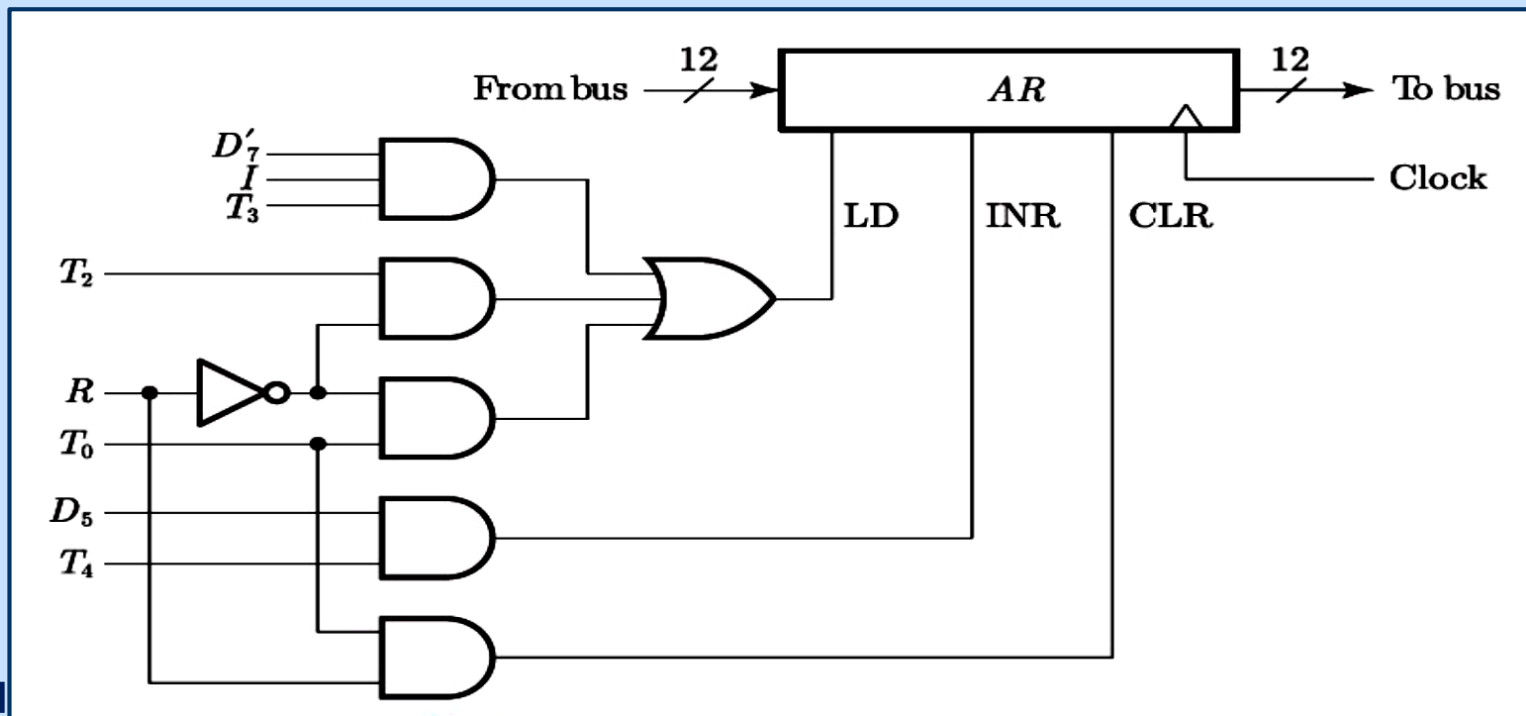 12
12
From bus
AR
To bus
D′₇
I
T₃
Clock
LD
INR
CLR
T₂
R
T₀
D₅
T₄